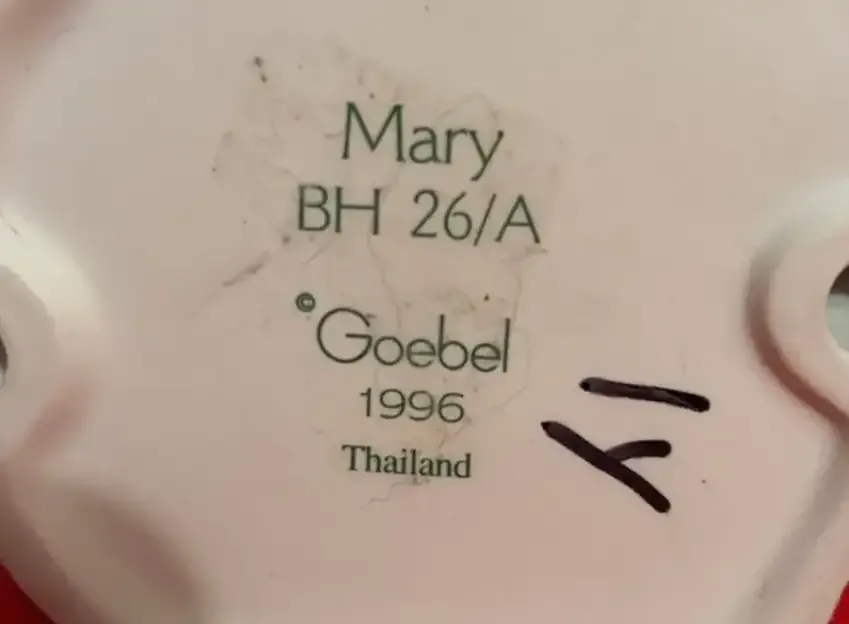 Mary
BH 26/A
© Goebel
1996
Thailand